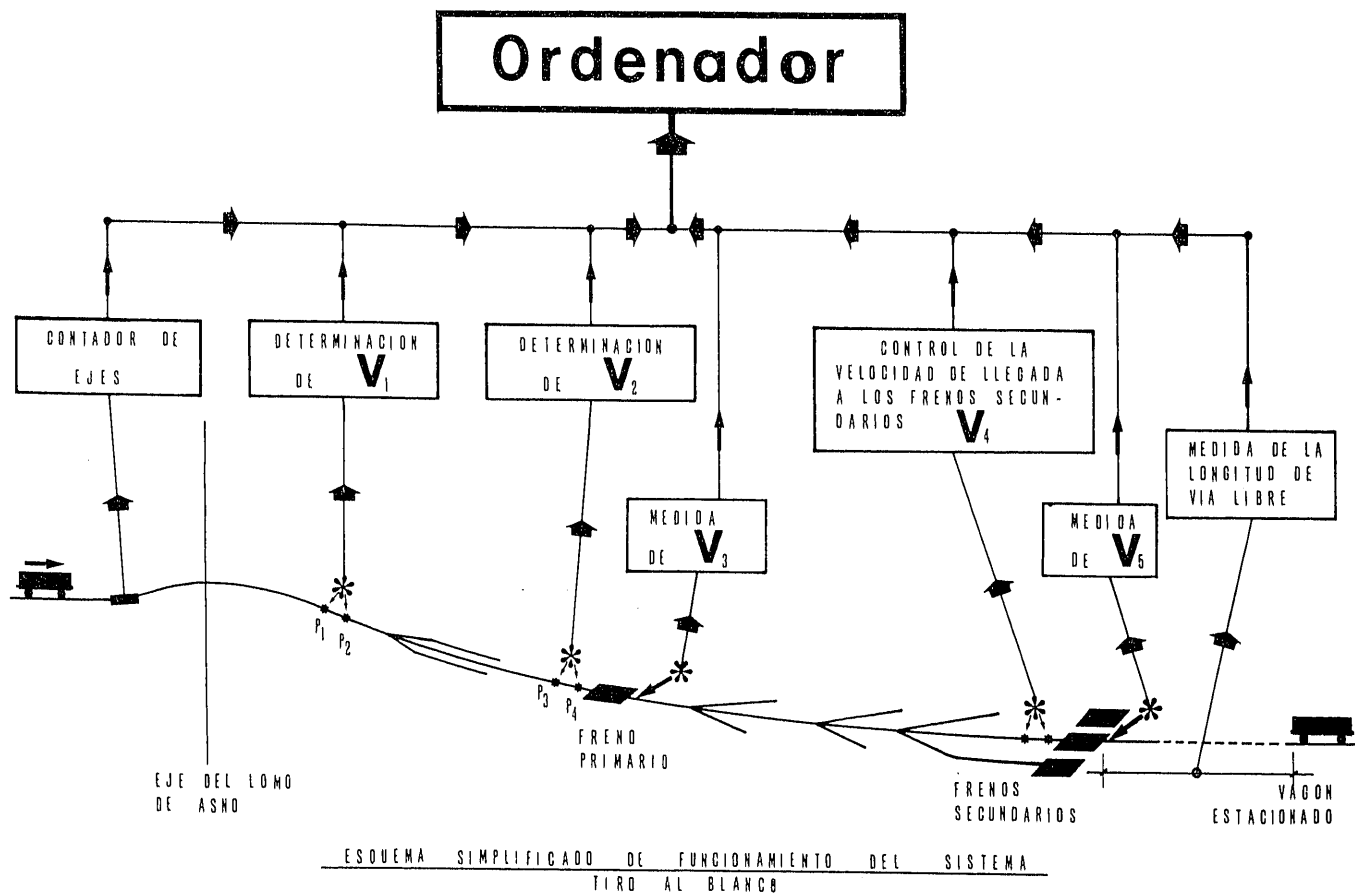 Ordenador
CONTADOR DE
EJES
DETERMINACION
DE V1
DETERMINACION
DE V2
CONTROL DE LA
VELOCIDAD DE LLEGADA
A LOS FRENOS SECUN-
DARIOS V4
MEDIDA DE LA
LONGITUD DE
VIA LIBRE
MEDIDA
DE V3
MEDIDA
DE V5
P1
P2
P3
P4
FRENO
PRIMARIO
EJE DEL LOMO
DE ASNO
FRENOS
SECUNDARIOS
VAGON
ESTACIONADO
ESQUEMA SIMPLIFICADO DE FUNCIONAMIENTO DEL SISTEMA
TIRO AL BLANCO